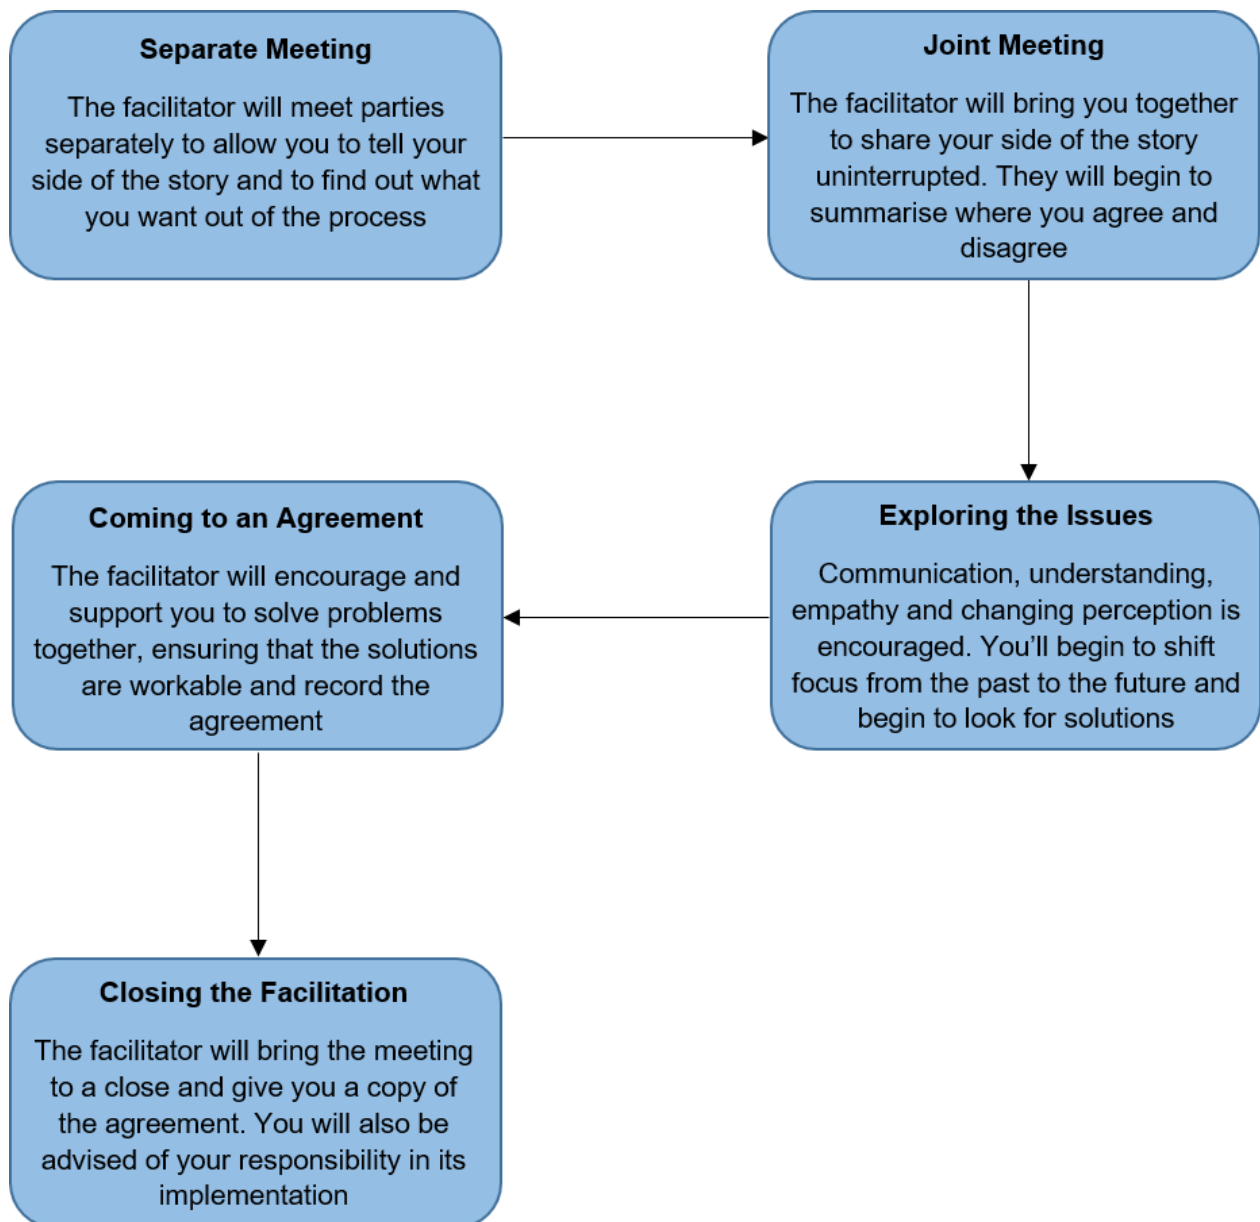 Separate Meeting
The facilitator will meet parties
separately to allow you to tell your
side of the story and to find out what
you want out of the process
Joint Meeting
The facilitator will bring you together
to share your side of the story
uninterrupted. They will begin to
summarise where you agree and
disagree
Exploring the Issues
Communication, understanding,
empathy and changing perception is
encouraged. You’ll begin to shift
focus from the past to the future and
begin to look for solutions
Coming to an Agreement
The facilitator will encourage and
support you to solve problems
together, ensuring that the solutions
are workable and record the
agreement
Closing the Facilitation
The facilitator will bring the meeting
to a close and give you a copy of
the agreement. You will also be
advised of your responsibility in its
implementation